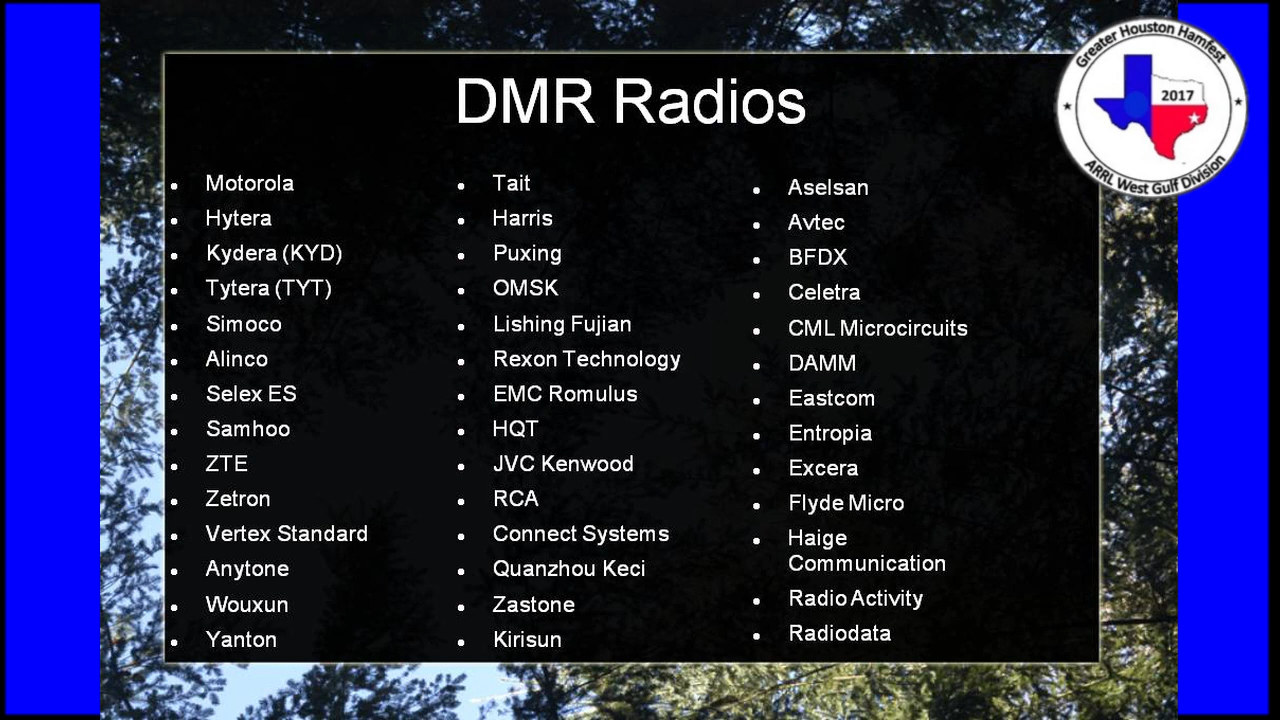 DMR Radios
Greater Houston Hamfest
2017
ARRL West Gulf Division
Motorola
Hytera
Kydera (KYD)
Tytera (TYT)
Simoco
Alinco
Selex ES
Samhoo
ZTE
Zetron
Vertex Standard
Anytone
Wouxun
Yanton
Tait
Harris
Puxing
OMSK
Lishing Fujian
Rexon Technology
EMC Romulus
HQT
JVC Kenwood
RCA
Connect Systems
Quanzhou Keci
Zastone
Kirisun
Aselsan
Avtec
BFDX
Celetra
CML Microcircuits
DAMM
Eastcom
Entropia
Excera
Flyde Micro
Haige
Communication
Radio Activity
Radiodata